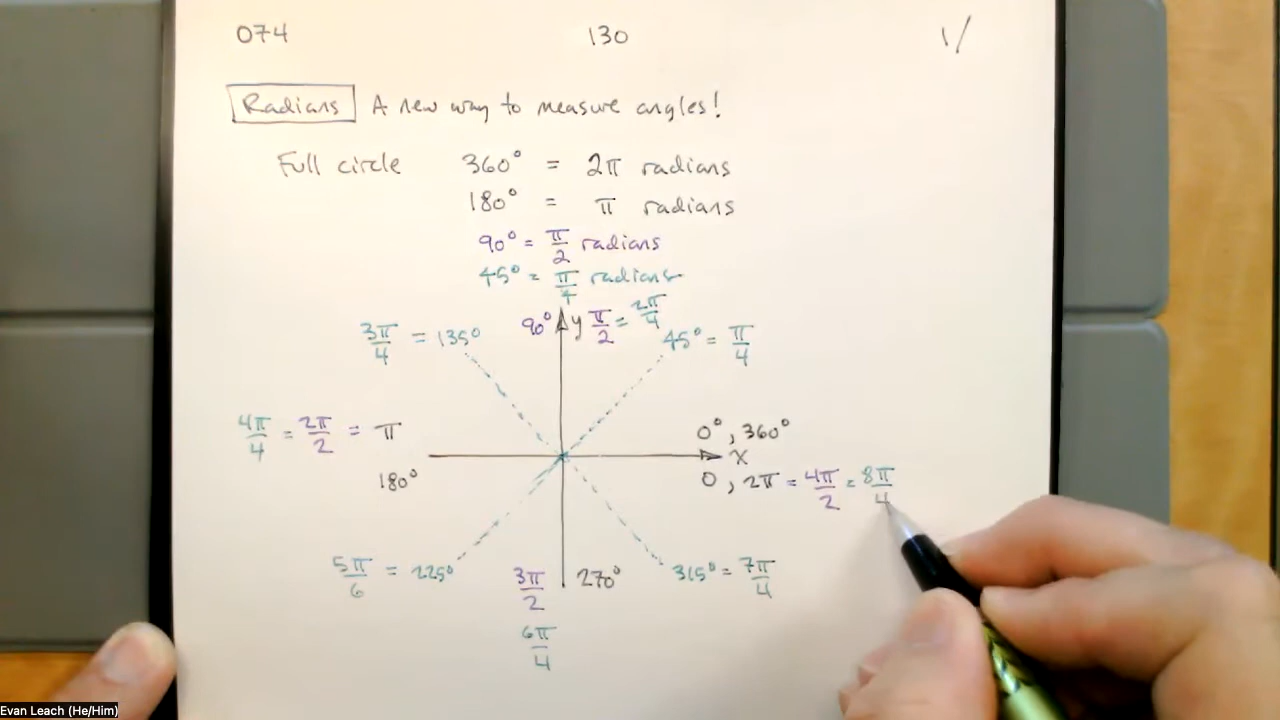 074 130 1/
Radians A new way to measure angles!
Full circle 360° = 2π radians
180° = π radians
90° = π/2 radians
45° = π/4 radians
3π/4 = 135° 90° y π/2 = 2π/4 45° = π/4
4π/4 = 2π/2 = π 0°, 360°
x
180° 0, 2π = 4π/2 = 8π/4
5π/6 = 225° 3π/2 270° 315° = 7π/4
6π/4
Evan Leach (He/Him)